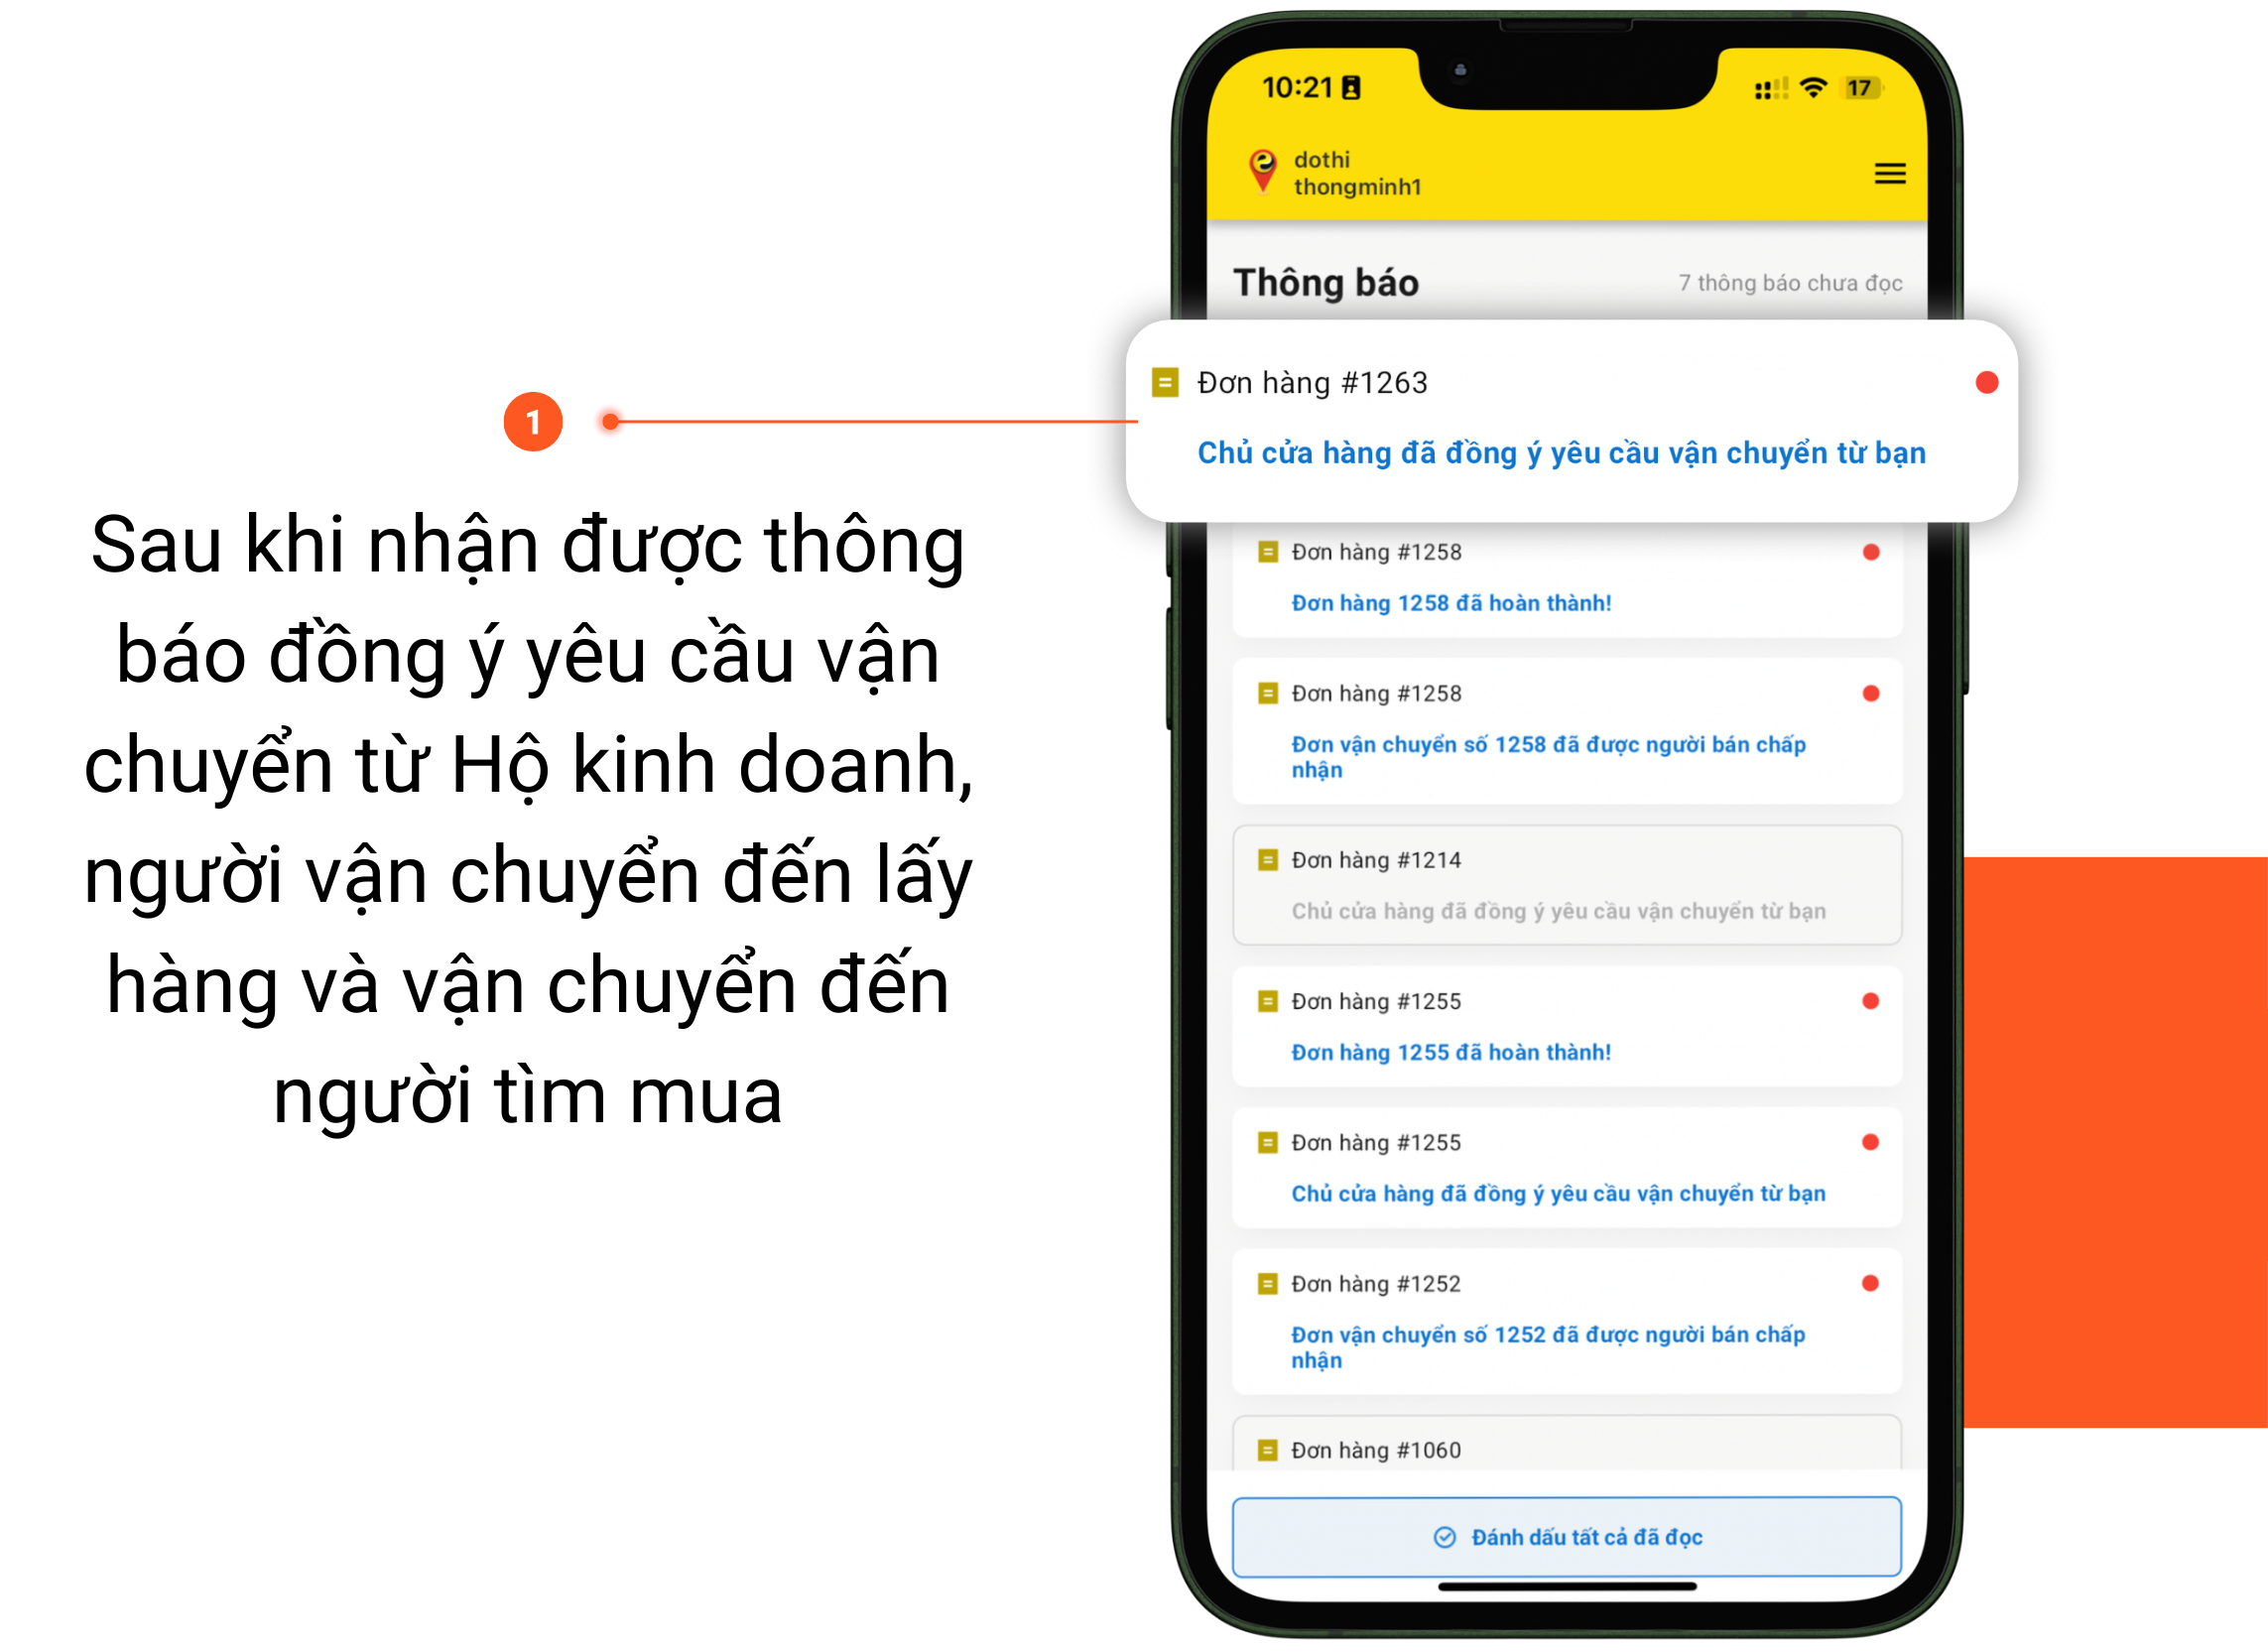 1
Sau khi nhận được thông
báo đồng ý yêu cầu vận
chuyển từ Hộ kinh doanh,
người vận chuyển đến lấy
hàng và vận chuyển đến
người tìm mua
10:21
17
dothi
thongminh1
Thông báo
7 thông báo chưa đọc
Đơn hàng #1263
Chủ cửa hàng đã đồng ý yêu cầu vận chuyển từ bạn
Đơn hàng #1258
Đơn hàng 1258 đã hoàn thành!
Đơn hàng #1258
Đơn vận chuyển số 1258 đã được người bán chấp
nhận
Đơn hàng #1214
Chủ cửa hàng đã đồng ý yêu cầu vận chuyển từ bạn
Đơn hàng #1255
Đơn hàng 1255 đã hoàn thành!
Đơn hàng #1255
Chủ cửa hàng đã đồng ý yêu cầu vận chuyển từ bạn
Đơn hàng #1252
Đơn vận chuyển số 1252 đã được người bán chấp
nhận
Đơn hàng #1060
Đánh dấu tất cả đã đọc